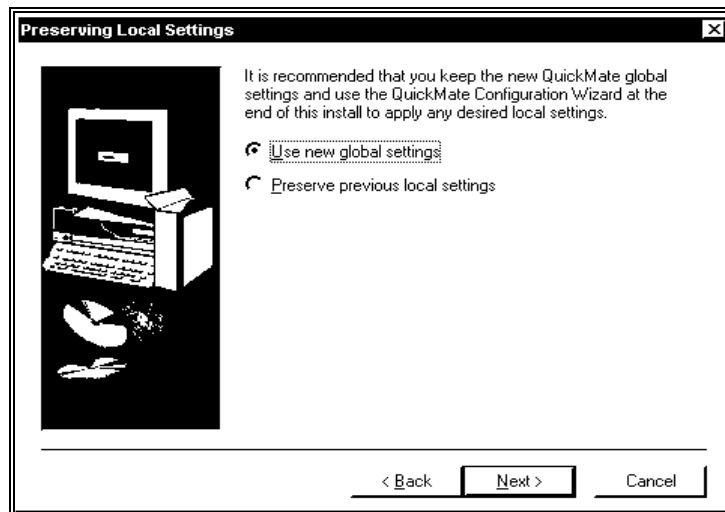 Preserving Local Settings
It is recommended that you keep the new QuickMate global
settings and use the QuickMate Configuration Wizard at the
end of this install to apply any desired local settings.
Use new global settings
Preserve previous local settings
< Back Next > Cancel